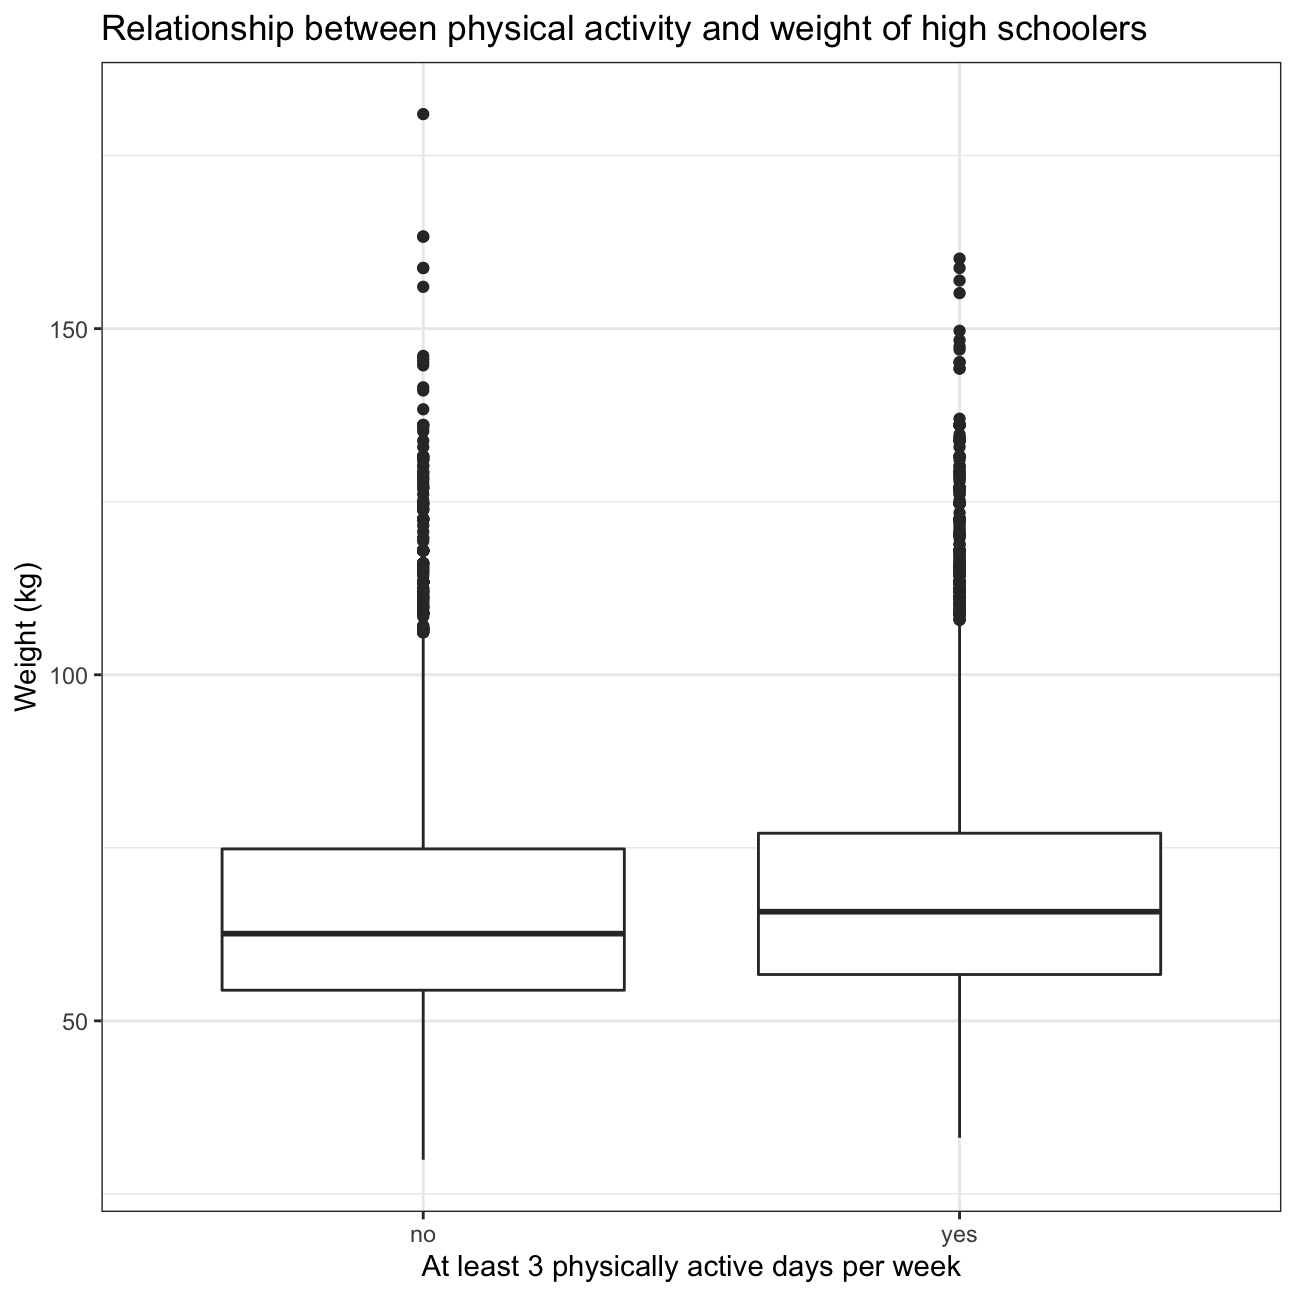 Relationship between physical activity and weight of high schoolers
Weight (kg)
150
100
50
no
yes
At least 3 physically active days per week